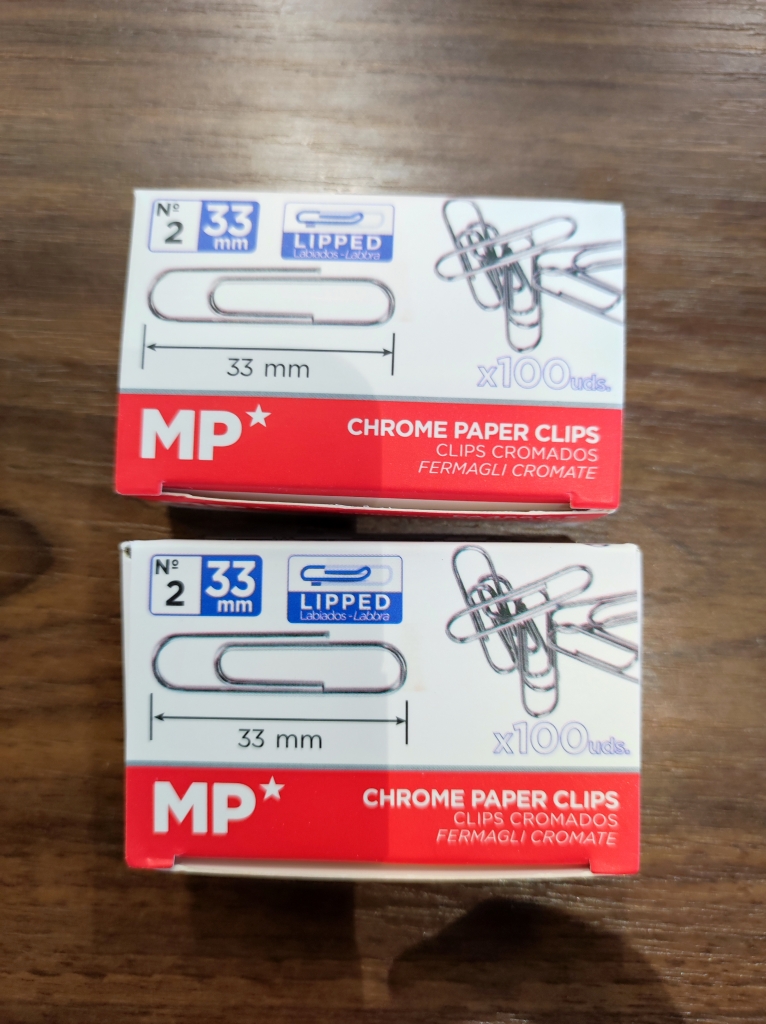 Nº 2 33 mm
LIPPED
Labiados - Labbra
33 mm
x100uds.
MP
CHROME PAPER CLIPS
CLIPS CROMADOS
FERMAGLI CROMATE
Nº 2 33 mm
LIPPED
Labiados - Labbra
33 mm
x100uds.
MP
CHROME PAPER CLIPS
CLIPS CROMADOS
FERMAGLI CROMATE